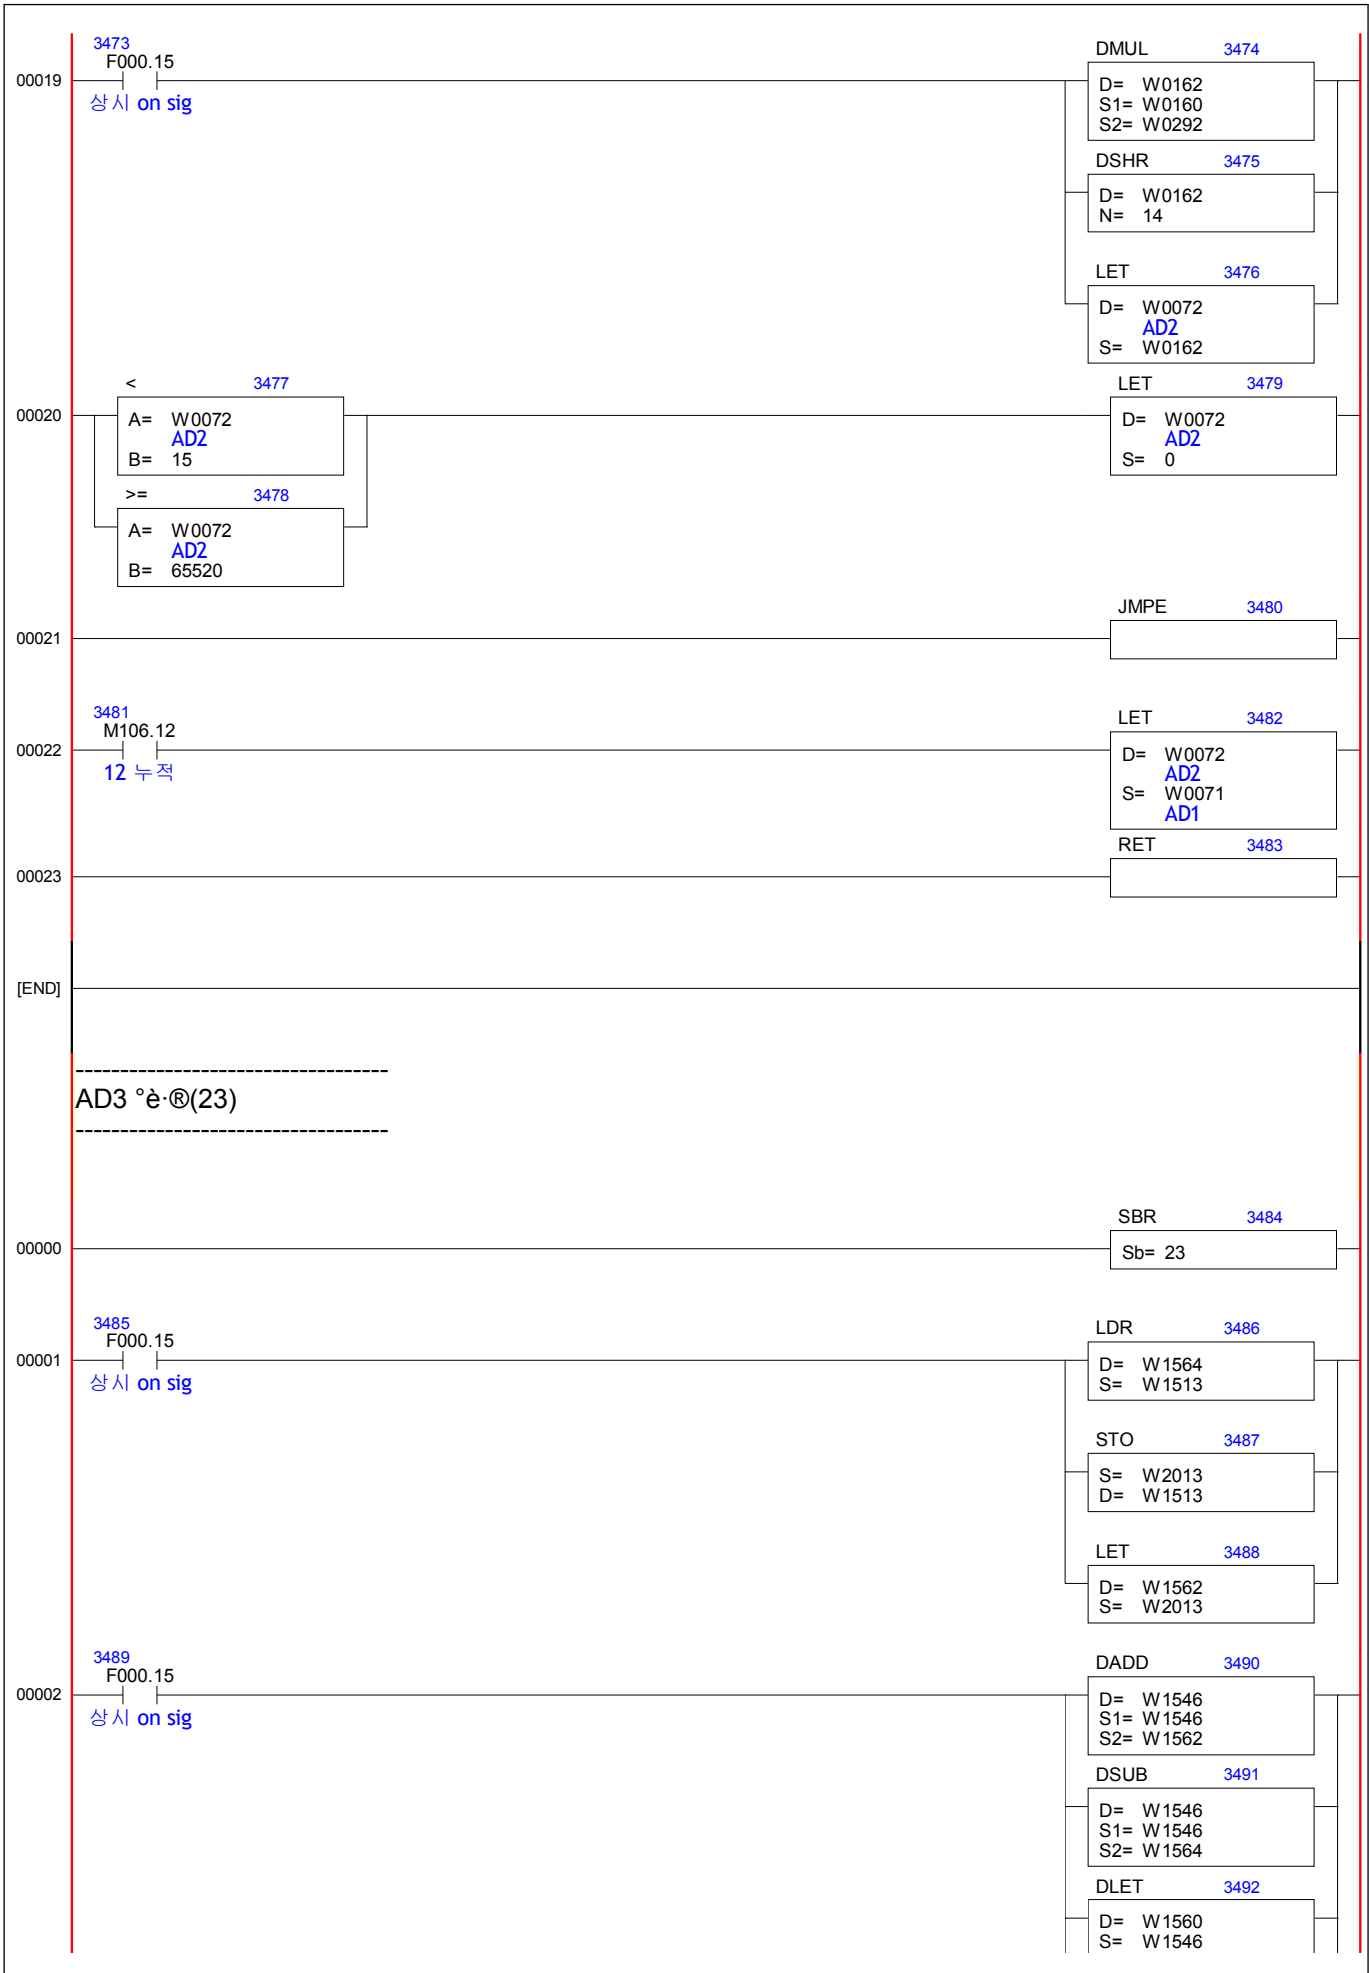 3473
F000.15
00019
상시 on sig
DMUL 3474
D= W0162
S1= W0160
S2= W0292
DSHR 3475
D= W0162
N= 14
LET 3476
D= W0072
AD2
S= W0162
< 3477
00020
A= W0072
AD2
B= 15
>= 3478
A= W0072
AD2
B= 65520
LET 3479
D= W0072
AD2
S= 0
JMPE 3480
00021
3481
M106.12
00022
12 누적
LET 3482
D= W0072
AD2
S= W0071
AD1
RET 3483
00023
[END]
---------------------------------
AD3 °è·®(23)
---------------------------------
SBR 3484
00000
Sb= 23
3485
F000.15
00001
상시 on sig
LDR 3486
D= W1564
S= W1513
STO 3487
S= W2013
D= W1513
LET 3488
D= W1562
S= W2013
3489
F000.15
00002
상시 on sig
DADD 3490
D= W1546
S1= W1546
S2= W1562
DSUB 3491
D= W1546
S1= W1546
S2= W1564
DLET 3492
D= W1560
S= W1546